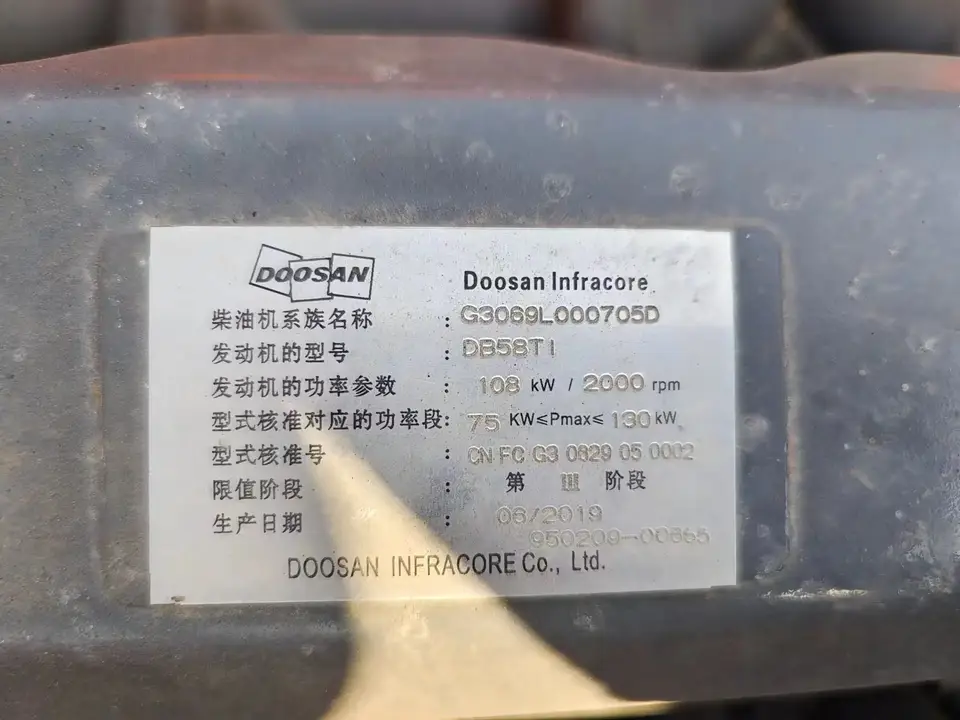 DOOSAN Doosan Infracore
柴油机系族名称 : G3069L000705D
发动机的型号 : DB58TI
发动机的功率参数 : 108 kW / 2000 rpm
型式核准对应的功率段: 75 KW≤Pmax≤ 130 kW
型式核准号 : CN FC G3 0629 05 0002
限值阶段 : 第 Ⅲ 阶段
生产日期 : 06/2019
950209-00865
DOOSAN INFRACORE Co., Ltd.